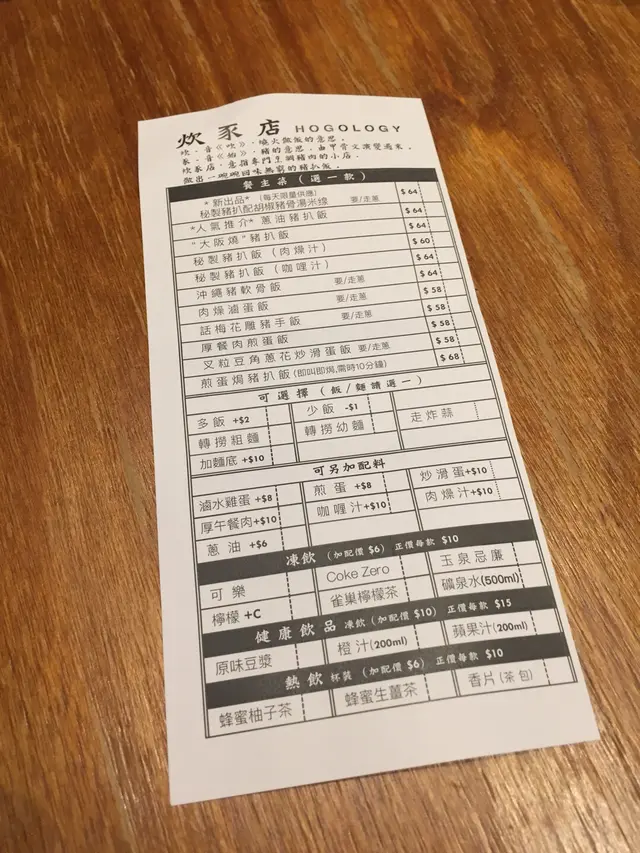 炊豕店 HOGOLOGY
炊，音《吹》，燒火做飯的意思。
豕，音《始》，豬的意思，由甲骨文演變過來。
炊豕店，意指專門烹調豬肉的小店，
做出一碗碗回味無窮的豬扒飯。
餐主菜（選一款）
*新出品*（每天限量供應）
秘製豬扒配胡椒豬骨湯米線 要/走蔥 $64
*人氣推介* 蔥油豬扒飯 $64
"大阪燒"豬扒飯 $64
秘製豬扒飯（肉燥汁） $60
秘製豬扒飯（咖哩汁） $64
沖繩豬軟骨飯 要/走蔥 $64
肉燥滷蛋飯 要/走蔥 $58
話梅花雕豬手飯 要/走蔥 $58
厚餐肉煎蛋飯 $58
叉粒豆角蔥花炒滑蛋飯 要/走蔥 $58
煎蛋焗豬扒飯(即叫即焗,需時10分鐘) $68
可選擇（飯/麵請選一）
多飯 +$2 少飯 -$1 走炸蒜
轉撈粗麵 轉撈幼麵
加麵底 +$10
可另加配料
滷水雞蛋 +$8 煎蛋 +$8 炒滑蛋+$10
厚午餐肉+$10 咖哩汁+$10 肉燥汁+$10
蔥油 +$6
凍飲 (加配價 $6) 正價每款 $10
可樂 Coke Zero 玉泉忌廉
檸檬 +C 雀巢檸檬茶 礦泉水(500ml)
健康飲品 凍飲(加配價 $10) 正價每款 $15
原味豆漿 橙汁(200ml) 蘋果汁(200ml)
熱飲 杯裝 (加配價 $6) 正價每款 $10
蜂蜜柚子茶 蜂蜜生薑茶 香片(茶包)